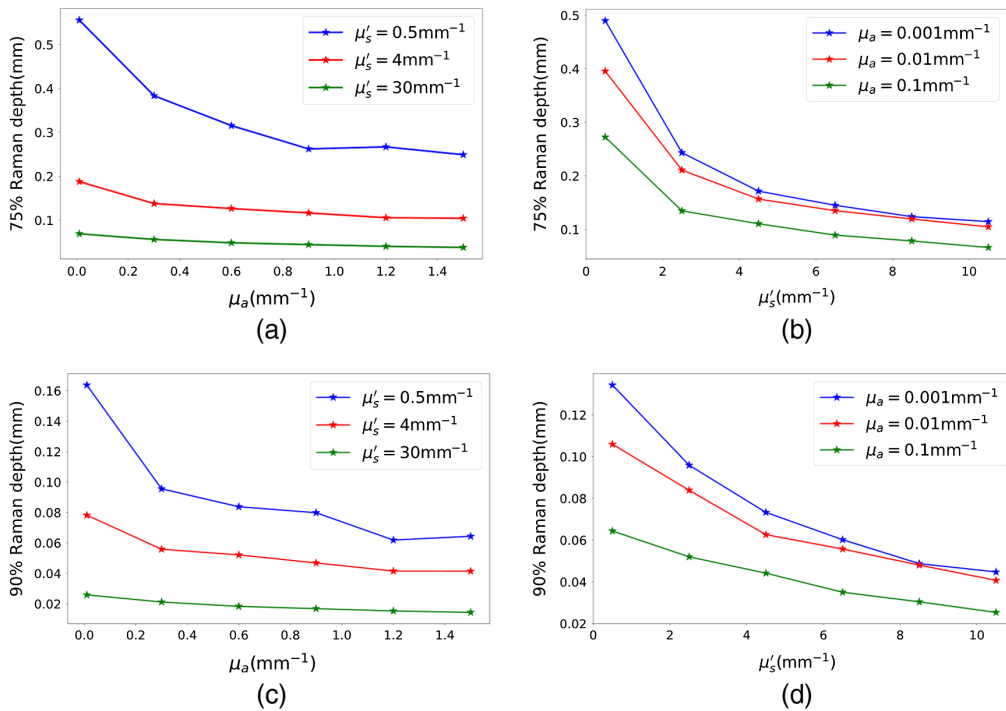 75% Raman depth(mm)
0.5
0.4
0.3
0.2
0.1
μ′ₛ = 0.5mm⁻¹
μ′ₛ = 4mm⁻¹
μ′ₛ = 30mm⁻¹
0.0 0.2 0.4 0.6 0.8 1.0 1.2 1.4
μₐ(mm⁻¹)
(a)
75% Raman depth(mm)
0.5
0.4
0.3
0.2
0.1
μₐ = 0.001mm⁻¹
μₐ = 0.01mm⁻¹
μₐ = 0.1mm⁻¹
0 2 4 6 8 10
μ′ₛ(mm⁻¹)
(b)
90% Raman depth(mm)
0.16
0.14
0.12
0.10
0.08
0.06
0.04
0.02
μ′ₛ = 0.5mm⁻¹
μ′ₛ = 4mm⁻¹
μ′ₛ = 30mm⁻¹
0.0 0.2 0.4 0.6 0.8 1.0 1.2 1.4
μₐ(mm⁻¹)
(c)
90% Raman depth(mm)
0.12
0.10
0.08
0.06
0.04
0.02
μₐ = 0.001mm⁻¹
μₐ = 0.01mm⁻¹
μₐ = 0.1mm⁻¹
0 2 4 6 8 10
μ′ₛ(mm⁻¹)
(d)